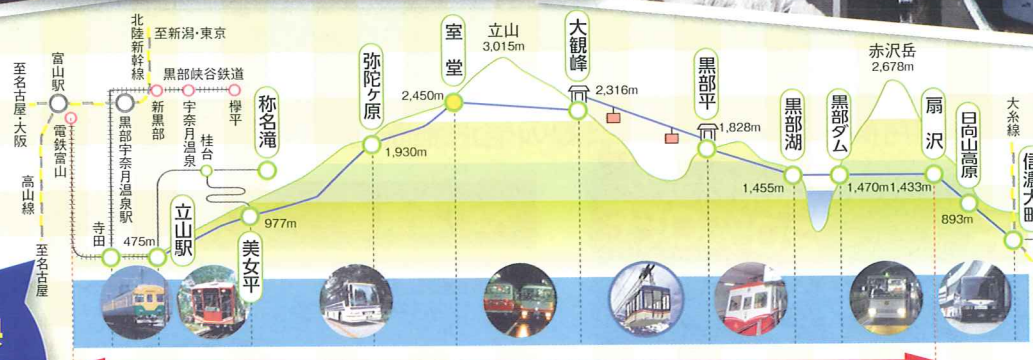 至名古屋・大阪
富山駅
電鉄富山
高山線
至名古屋
北陸新幹線
至新潟・東京
黒部峡谷鉄道
新黒部
宇奈月温泉
欅平
黒部宇奈月温泉駅
寺田
475m
立山駅
桂台
称名滝
977m
美女平
弥陀ヶ原
1,930m
室堂
2,450m
立山
3,015m
大観峰
2,316m
黒部平
1,828m
黒部湖
1,455m
黒部ダム
1,470m
赤沢岳
2,678m
扇沢
1,433m
日向山高原
893m
大糸線
信濃大町